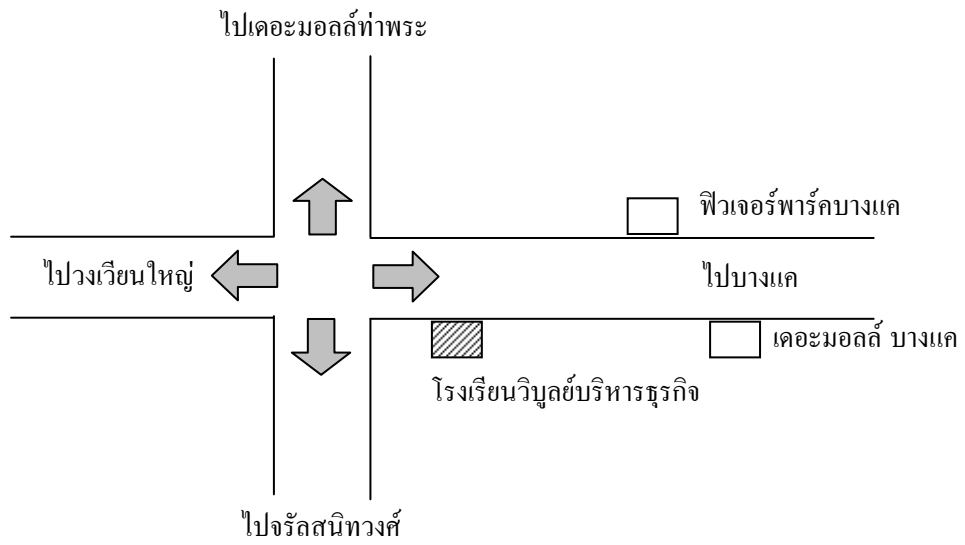 ไปเดอะมอลล์ท่าพระ
ฟิวเจอร์พาร์คบางแค
ไปวงเวียนใหญ่
ไปบางแค
เดอะมอลล์ บางแค
โรงเรียนวิบูลย์บริหารธุรกิจ
ไปจรัลสนิทวงศ์